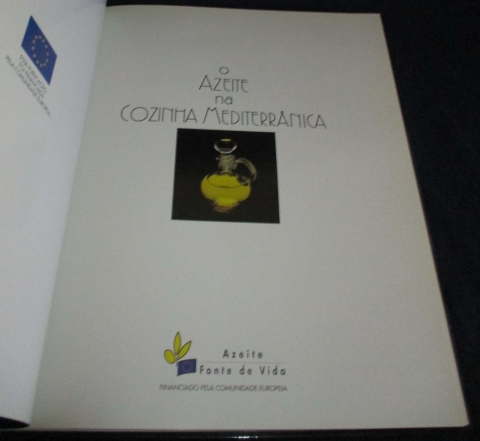 O
AZEITE
na
COZINHA MEDITERRÂNICA
Azeite
Fonte de Vida
FINANCIADO PELA COMUNIDADE EUROPEIA